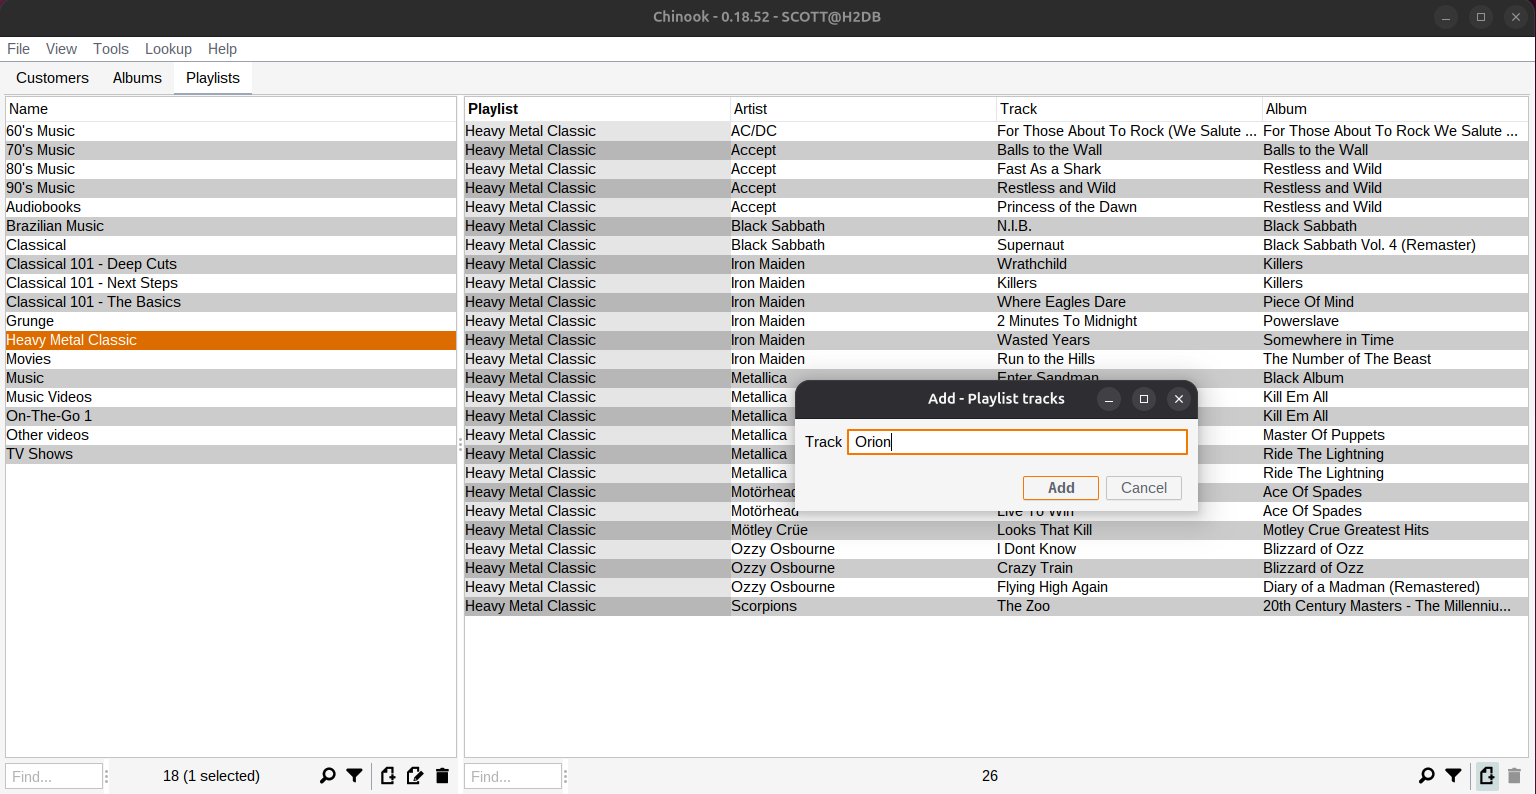 Chinook - 0.18.52 - SCOTT@H2DB
File View Tools Lookup Help
Customers Albums Playlists
Name
60's Music
70's Music
80's Music
90's Music
Audiobooks
Brazilian Music
Classical
Classical 101 - Deep Cuts
Classical 101 - Next Steps
Classical 101 - The Basics
Grunge
Heavy Metal Classic
Movies
Music
Music Videos
On-The-Go 1
Other videos
TV Shows
Find... 18 (1 selected)
Playlist Artist Track Album
Heavy Metal Classic AC/DC For Those About To Rock (We Salute ... For Those About To Rock We Salute ...
Heavy Metal Classic Accept Balls to the Wall Balls to the Wall
Heavy Metal Classic Accept Fast As a Shark Restless and Wild
Heavy Metal Classic Accept Restless and Wild Restless and Wild
Heavy Metal Classic Accept Princess of the Dawn Restless and Wild
Heavy Metal Classic Black Sabbath N.I.B. Black Sabbath
Heavy Metal Classic Black Sabbath Supernaut Black Sabbath Vol. 4 (Remaster)
Heavy Metal Classic Iron Maiden Wrathchild Killers
Heavy Metal Classic Iron Maiden Killers Killers
Heavy Metal Classic Iron Maiden Where Eagles Dare Piece Of Mind
Heavy Metal Classic Iron Maiden 2 Minutes To Midnight Powerslave
Heavy Metal Classic Iron Maiden Wasted Years Somewhere in Time
Heavy Metal Classic Iron Maiden Run to the Hills The Number of The Beast
Heavy Metal Classic Metallica Enter Sandman Black Album
Heavy Metal Classic Metallica Kill Em All
Heavy Metal Classic Metallica Kill Em All
Heavy Metal Classic Metallica Master Of Puppets
Heavy Metal Classic Metallica Ride The Lightning
Heavy Metal Classic Metallica Ride The Lightning
Heavy Metal Classic Motörhead Ace Of Spades
Heavy Metal Classic Motörhead Live To Win Ace Of Spades
Heavy Metal Classic Mötley Crüe Looks That Kill Motley Crue Greatest Hits
Heavy Metal Classic Ozzy Osbourne I Dont Know Blizzard of Ozz
Heavy Metal Classic Ozzy Osbourne Crazy Train Blizzard of Ozz
Heavy Metal Classic Ozzy Osbourne Flying High Again Diary of a Madman (Remastered)
Heavy Metal Classic Scorpions The Zoo 20th Century Masters - The Millenniu...
Find... 26
Add - Playlist tracks
Track Orion
Add Cancel